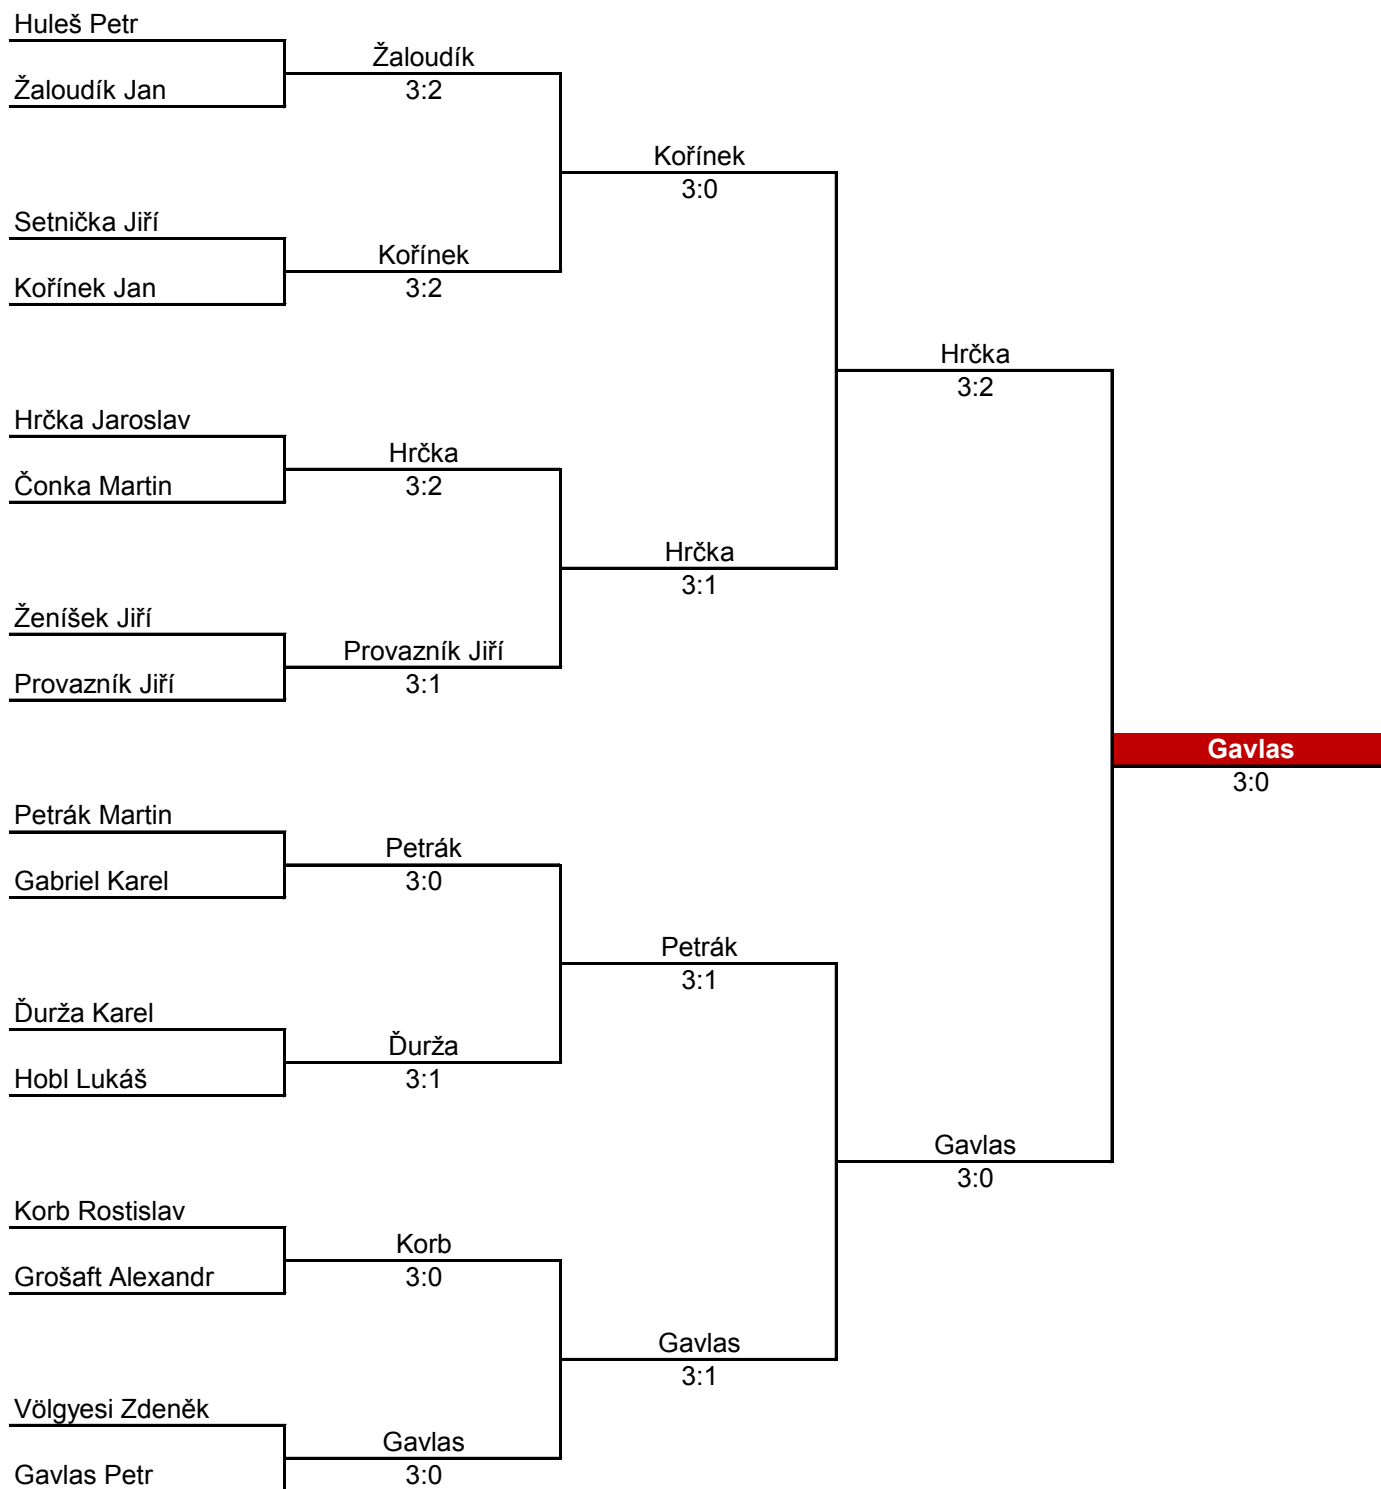 Huleš Petr
Žaloudík
Žaloudík Jan
3:2
Kořínek
3:0
Setnička Jiří
Kořínek
Kořínek Jan
3:2
Hrčka
3:2
Hrčka Jaroslav
Hrčka
Čonka Martin
3:2
Hrčka
3:1
Ženíšek Jiří
Provazník Jiří
Provazník Jiří
3:1
Gavlas
3:0
Petrák Martin
Petrák
Gabriel Karel
3:0
Petrák
3:1
Ďurža Karel
Ďurža
Hobl Lukáš
3:1
Gavlas
3:0
Korb Rostislav
Korb
Grošaft Alexandr
3:0
Gavlas
3:1
Völgyesi Zdeněk
Gavlas
Gavlas Petr
3:0